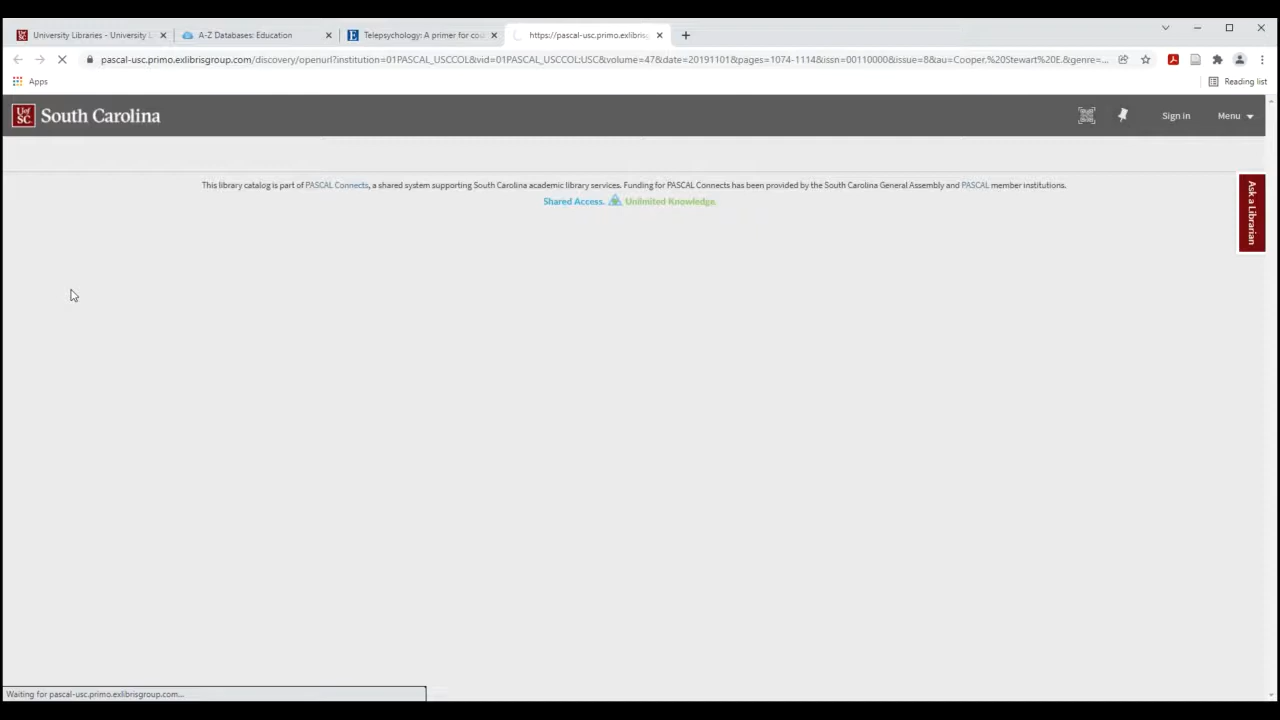 University Libraries - University L
A-Z Databases: Education
Telepsychology: A primer for cou
https://pascal-usc.primo.exlibrisg
pascal-usc.primo.exlibrisgroup.com/discovery/openurl?institution=01PASCAL_USCCOL&vid=01PASCAL_USCCOL:USC&volume=47&date=20191101&pages=1074-1114&issn=00110000&issue=8&au=Cooper,%20Stewart%20E.&genre=...
Apps
Reading list
UofSC
South Carolina
Sign in
Menu
This library catalog is part of PASCAL Connects, a shared system supporting South Carolina academic library services. Funding for PASCAL Connects has been provided by the South Carolina General Assembly and PASCAL member institutions.
Shared Access. Unlimited Knowledge.
Ask a Librarian
Waiting for pascal-usc.primo.exlibrisgroup.com...